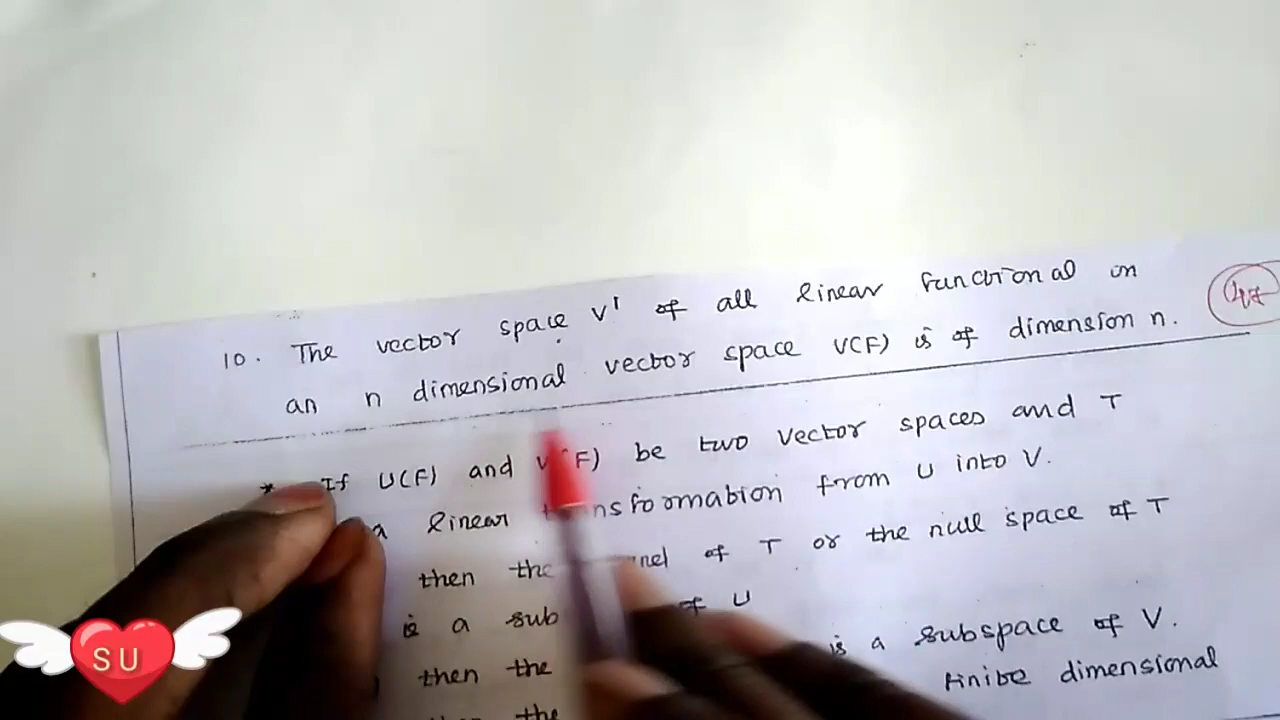 10. The vector space V' of all linear functional on
an n dimensional vector space V(F) is of dimension n.
* If U(F) and V(F) be two vector spaces and T
a linear transformation from U into V.
then the of T or the null space of T
is a sub of U
then the is a subspace of V.
then the finite dimensional
SU